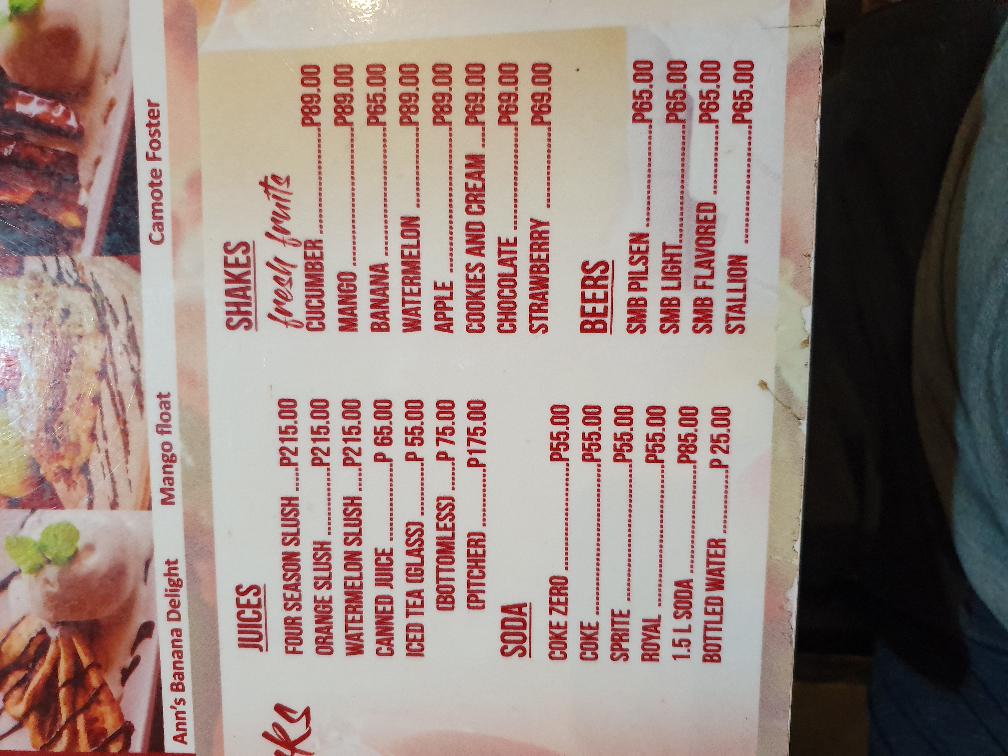 Ann's Banana Delight
Mango float
Camote Foster
JUICES
FOUR SEASON SLUSH ....P215.00
ORANGE SLUSH..............P215.00
WATERMELON SLUSH...P215.00
CANNED JUICE...............P 65.00
ICED TEA (GLASS)...........P 55.00
(BOTTOMLESS) ....P 75.00
(PITCHER) ............P175.00
SODA
COKE ZERO ......................P55.00
COKE ..............................P55.00
SPRITE .............................P55.00
ROYAL .............................P55.00
1.5 L SODA .......................P85.00
BOTTLED WATER ............P 25.00
SHAKES
fresh fruits
CUCUMBER.....................P89.00
MANGO ...........................P89.00
BANANA ..........................P85.00
WATERMELON ................P89.00
APPLE .............................P89.00
COOKIES AND CREAM ....P69.00
CHOCOLATE....................P69.00
STRAWBERRY .................P69.00
BEERS
SMB PILSEN .....................P65.00
SMB LIGHT.......................P65.00
SMB FLAVORED ..............P65.00
STALLION ........................P65.00